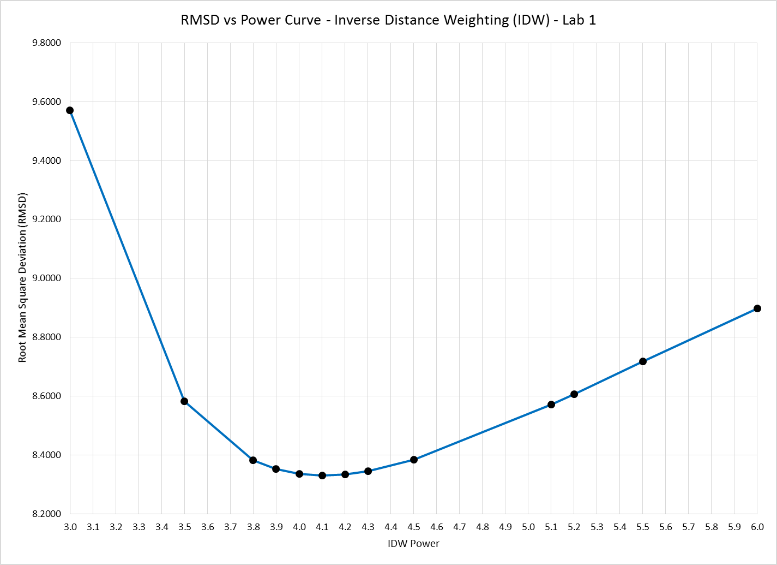 RMSD vs Power Curve - Inverse Distance Weighting (IDW) - Lab 1
9.8000
9.6000
9.4000
9.2000
9.0000
8.8000
8.6000
8.4000
8.2000
Root Mean Square Deviation (RMSD)
3.0 3.1 3.2 3.3 3.4 3.5 3.6 3.7 3.8 3.9 4.0 4.1 4.2 4.3 4.4 4.5 4.6 4.7 4.8 4.9 5.0 5.1 5.2 5.3 5.4 5.5 5.6 5.7 5.8 5.9 6.0
IDW Power